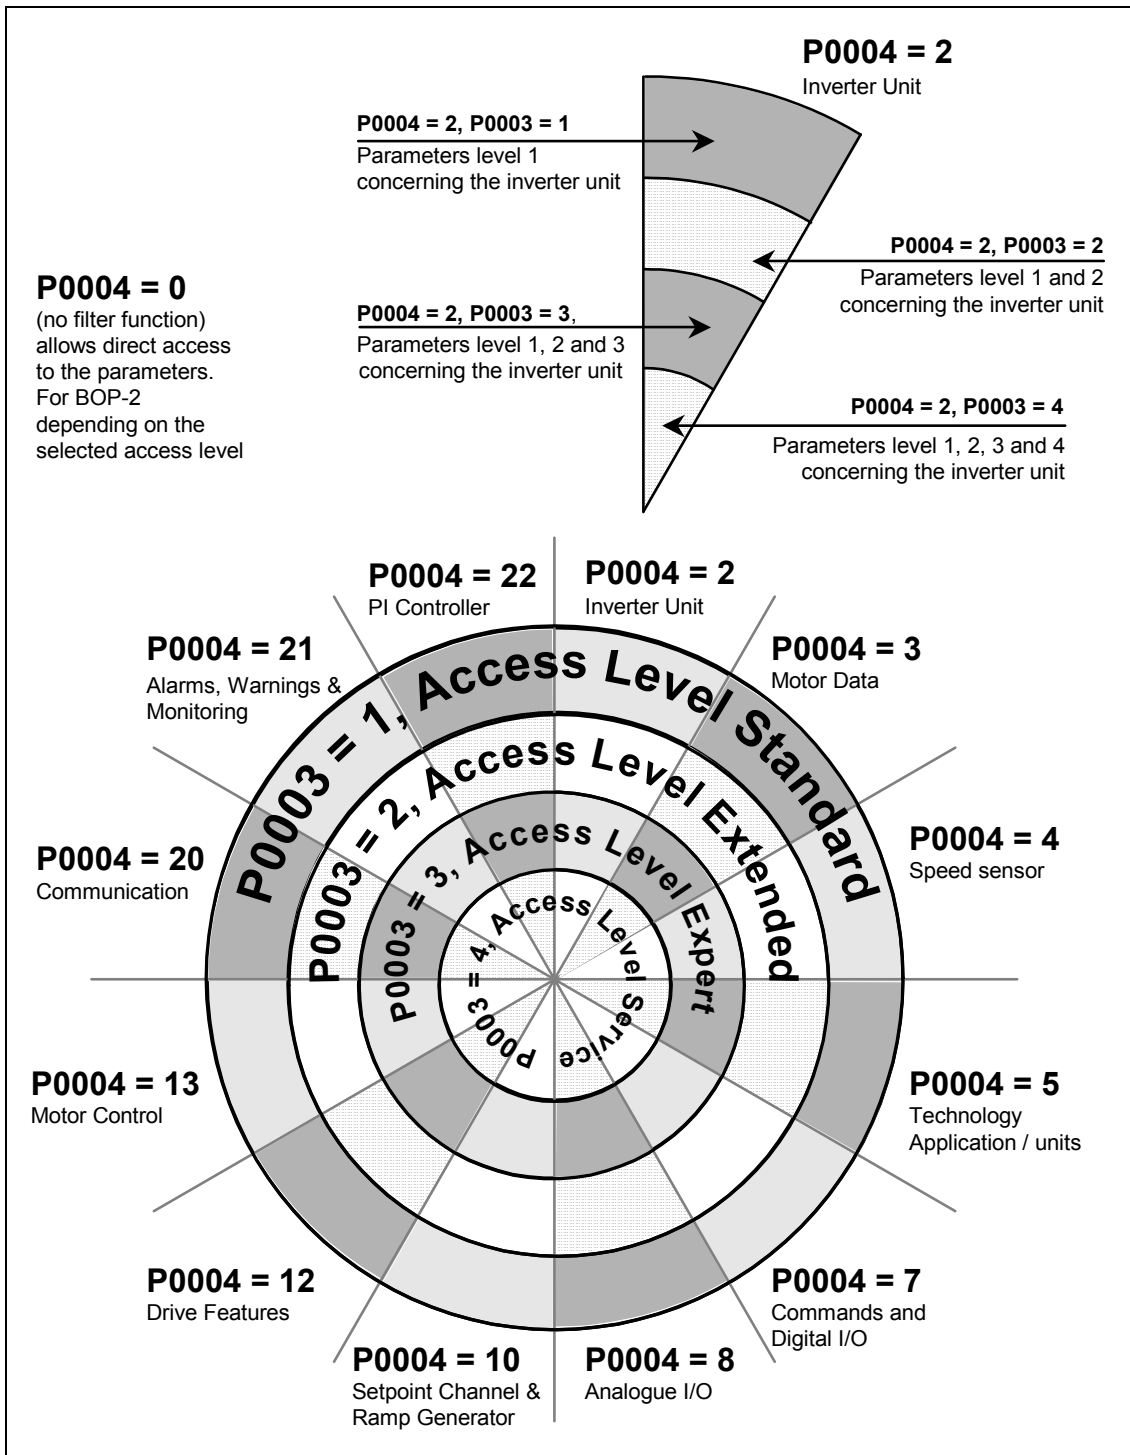 P0004 = 2
Inverter Unit
P0004 = 2, P0003 = 1
Parameters level 1
concerning the inverter unit
P0004 = 2, P0003 = 2
Parameters level 1 and 2
concerning the inverter unit
P0004 = 0
(no filter function)
allows direct access
to the parameters.
For BOP-2
depending on the
selected access level
P0004 = 2, P0003 = 3,
Parameters level 1, 2 and 3
concerning the inverter unit
P0004 = 2, P0003 = 4
Parameters level 1, 2, 3 and 4
concerning the inverter unit
P0004 = 22
PI Controller
P0004 = 2
Inverter Unit
P0004 = 21
Alarms, Warnings &
Monitoring
P0004 = 3
Motor Data
P0003 = 1, Access Level Standard
P0003 = 2, Access Level Extended
P0003 = 3, Access Level Expert
P0003 = 4, Access Level Service
P0004 = 20
Communication
P0004 = 4
Speed sensor
P0004 = 13
Motor Control
P0004 = 5
Technology
Application / units
P0004 = 12
Drive Features
P0004 = 7
Commands and
Digital I/O
P0004 = 10
Setpoint Channel &
Ramp Generator
P0004 = 8
Analogue I/O